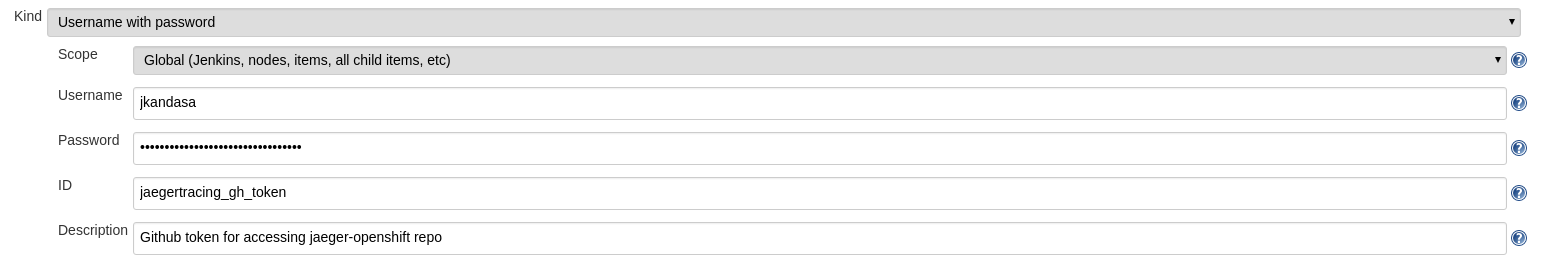 Kind Username with password
Scope Global (Jenkins, nodes, items, all child items, etc)
Username jkandasa
Password •••••••••••••••••••••••••••••••••
ID jaegertracing_gh_token
Description Github token for accessing jaeger-openshift repo